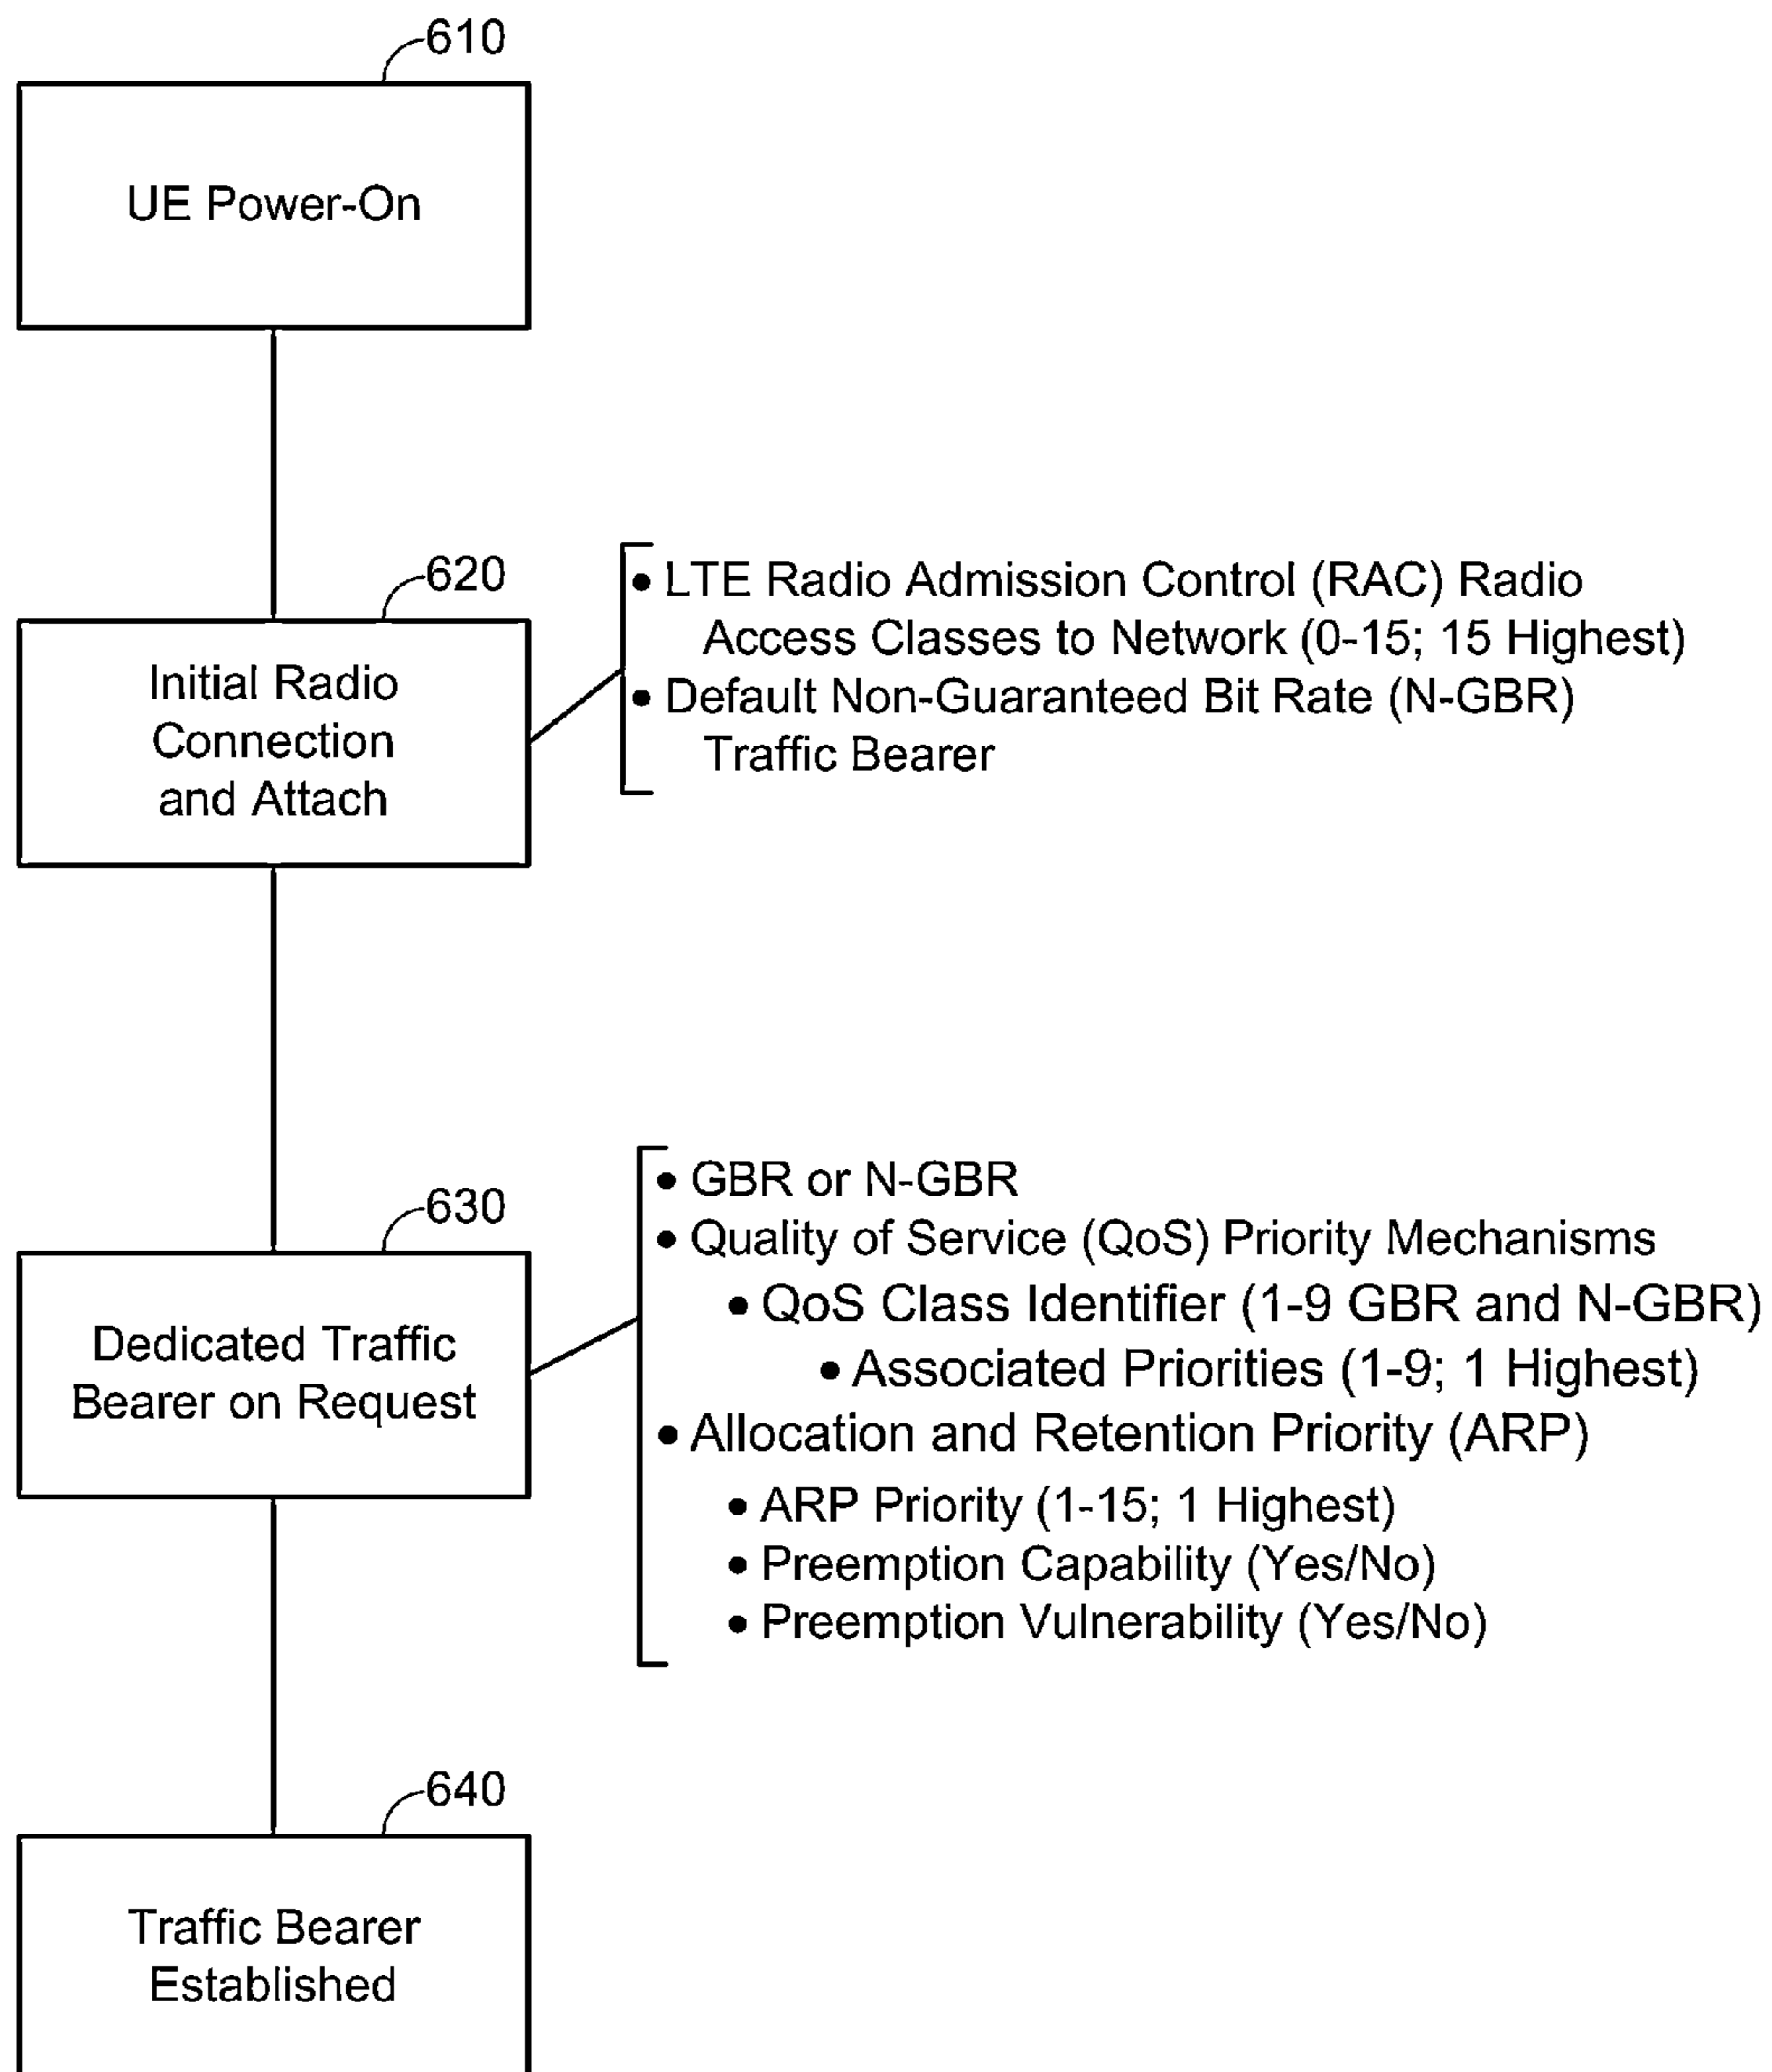 610
UE Power-On
620
Initial Radio
Connection
and Attach
• LTE Radio Admission Control (RAC) Radio
Access Classes to Network (0-15; 15 Highest)
• Default Non-Guaranteed Bit Rate (N-GBR)
Traffic Bearer
630
Dedicated Traffic
Bearer on Request
• GBR or N-GBR
• Quality of Service (QoS) Priority Mechanisms
• QoS Class Identifier (1-9 GBR and N-GBR)
• Associated Priorities (1-9; 1 Highest)
• Allocation and Retention Priority (ARP)
• ARP Priority (1-15; 1 Highest)
• Preemption Capability (Yes/No)
• Preemption Vulnerability (Yes/No)
640
Traffic Bearer
Established